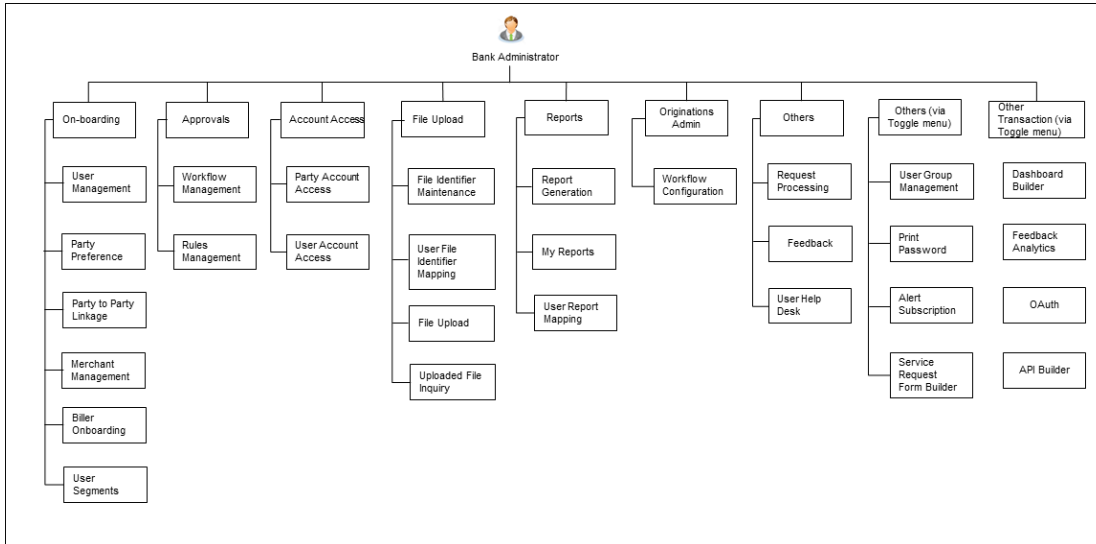 Bank Administrator
On-boarding
User
Management
Party
Preference
Party to Party
Linkage
Merchant
Management
Biller
Onboarding
User
Segments
Approvals
Workflow
Management
Rules
Management
Account Access
Party Account
Access
User Account
Access
File Upload
File Identifier
Maintenance
User File
Identifier
Mapping
File Upload
Uploaded File
Inquiry
Reports
Report
Generation
My Reports
User Report
Mapping
Originations
Admin
Workflow
Configuration
Others
Request
Processing
Feedback
User Help
Desk
Others (via
Toggle menu)
User Group
Management
Print
Password
Alert
Subscription
Service
Request
Form Builder
Other
Transaction (via
Toggle menu)
Dashboard
Builder
Feedback
Analytics
OAuth
API Builder